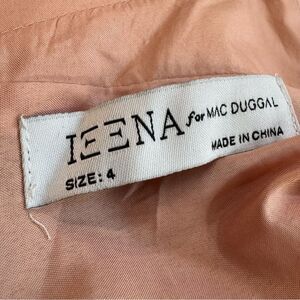 IEENA for MAC DUGGAL
MADE IN CHINA
SIZE: 4